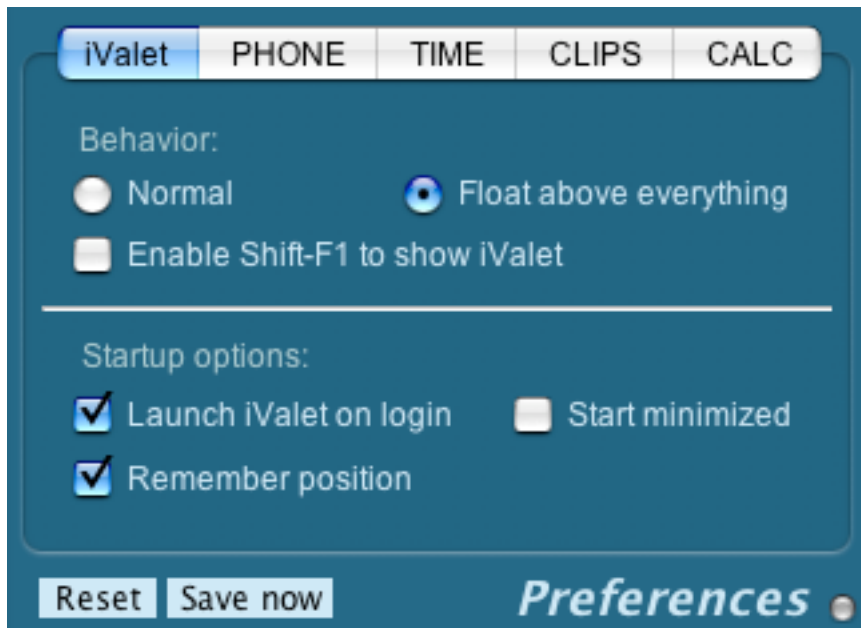 iValet PHONE TIME CLIPS CALC
Behavior:
Normal Float above everything
Enable Shift-F1 to show iValet
Startup options:
Launch iValet on login Start minimized
Remember position
Reset Save now Preferences